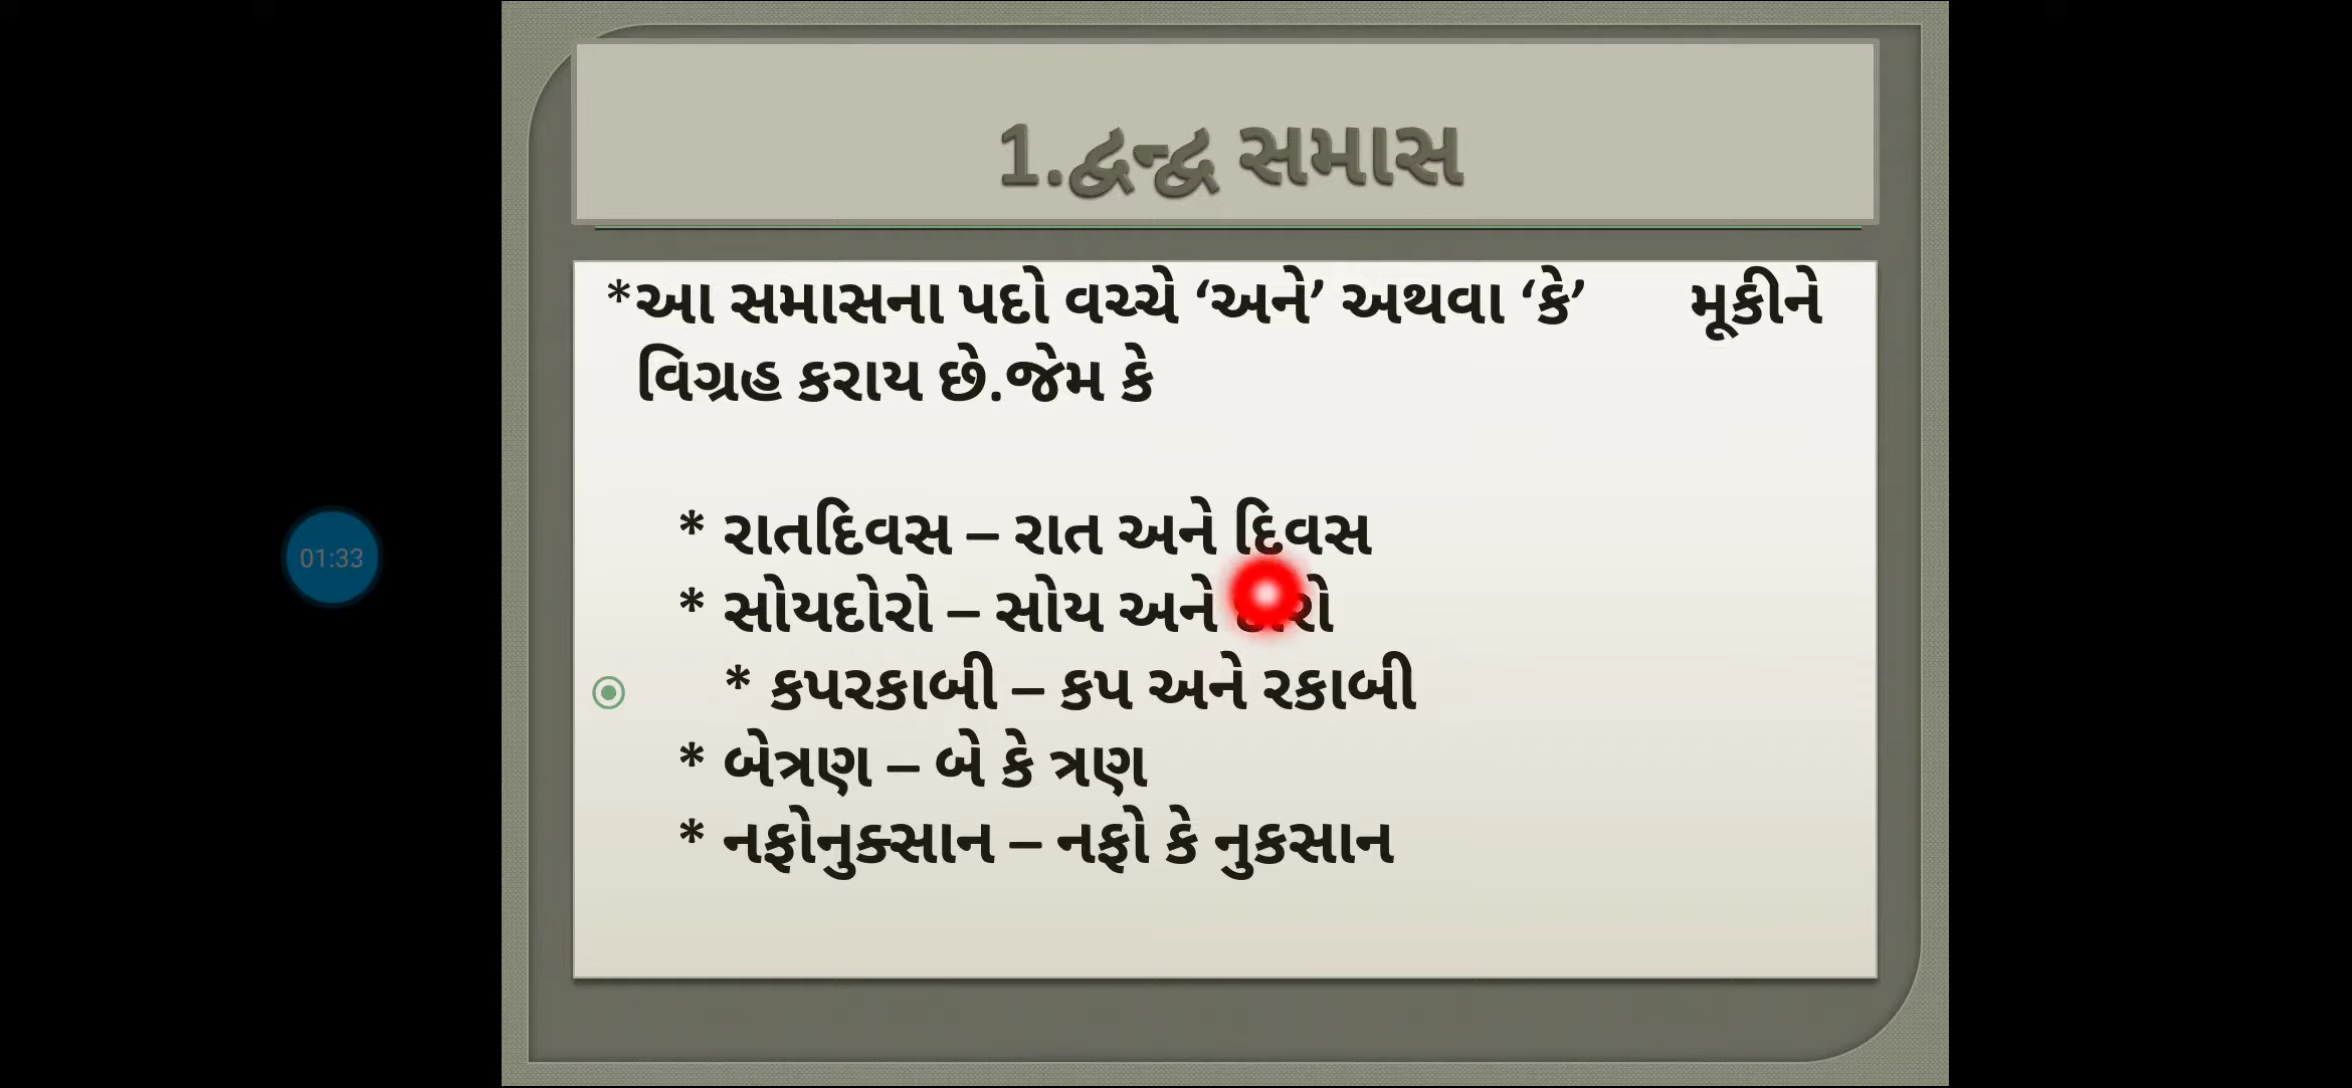 1.દ્વન્દ્વ સમાસ
*આ સમાસના પદો વચ્ચે ‘અને’ અથવા ‘કે’ મૂકીને
વિગ્રહ કરાય છે.જેમ કે
* રાતદિવસ – રાત અને દિવસ
* સોયદોરો – સોય અને
* કપરકાબી – કપ અને રકાબી
* બેત્રણ – બે કે ત્રણ
* નફોનુક્સાન – નફો કે નુકસાન
01:33